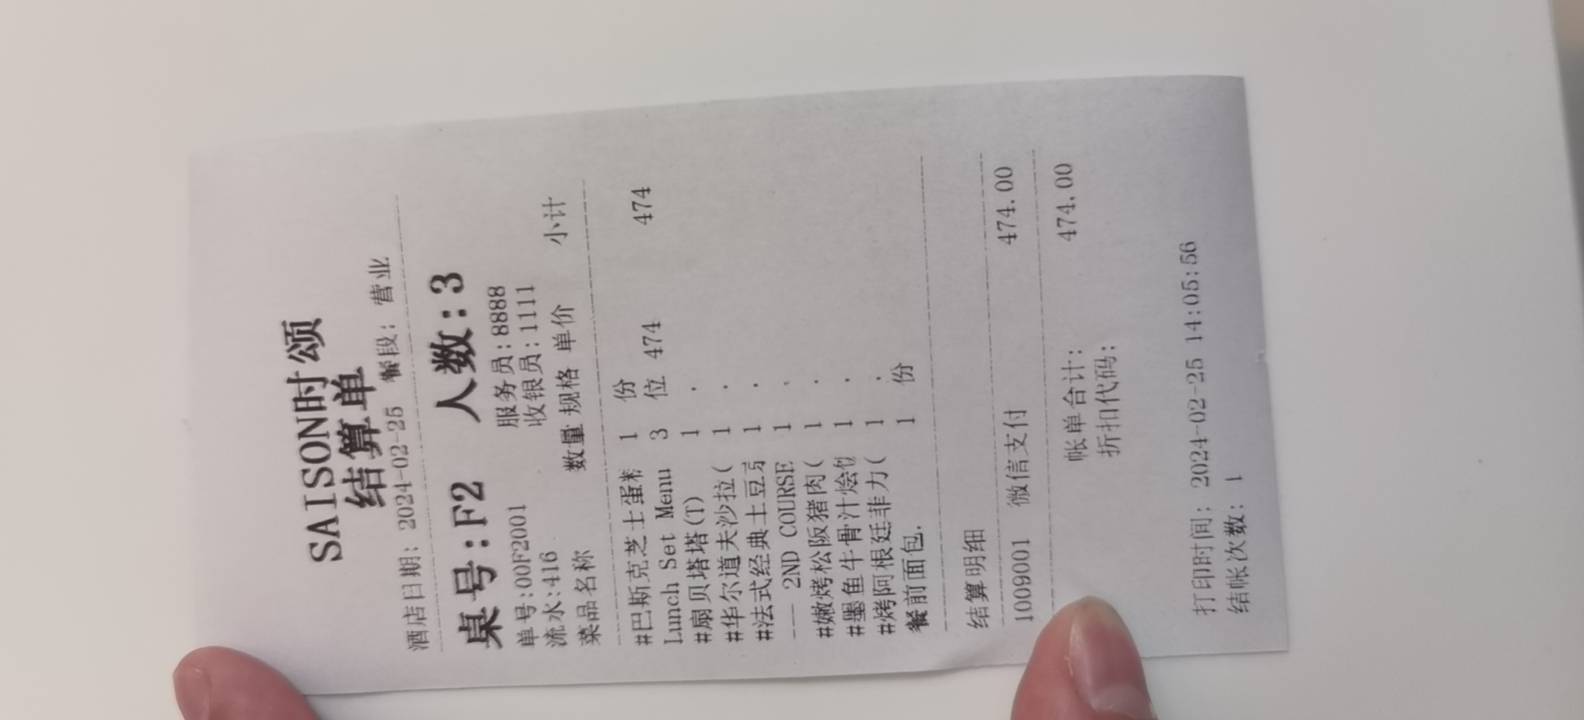 SAISON时颂
结算单
酒店日期: 2024-02-25 餐段: 营业
桌号:F2 人数:3
单号:00F2001 服务员:8888
流水:416 收银员:1111
菜品名称 数量 规格 单价 小计
#巴斯克芝士蛋糕 1 份
Lunch Set Menu 3 位 474 474
#扇贝塔塔(T) 1 .
#华尔道夫沙拉( 1 .
#法式经典土豆 1 .
—— 2ND COURSE 1 .
#嫩烤松阪猪肉( 1 .
#墨鱼牛骨汁烩 1 .
#烤阿根廷菲力( 1 .
餐前面包. 1 份
结算明细
1009001 微信支付 474.00
帐单合计: 474.00
折扣代码:
打印时间: 2024-02-25 14:05:56
结帐次数: 1